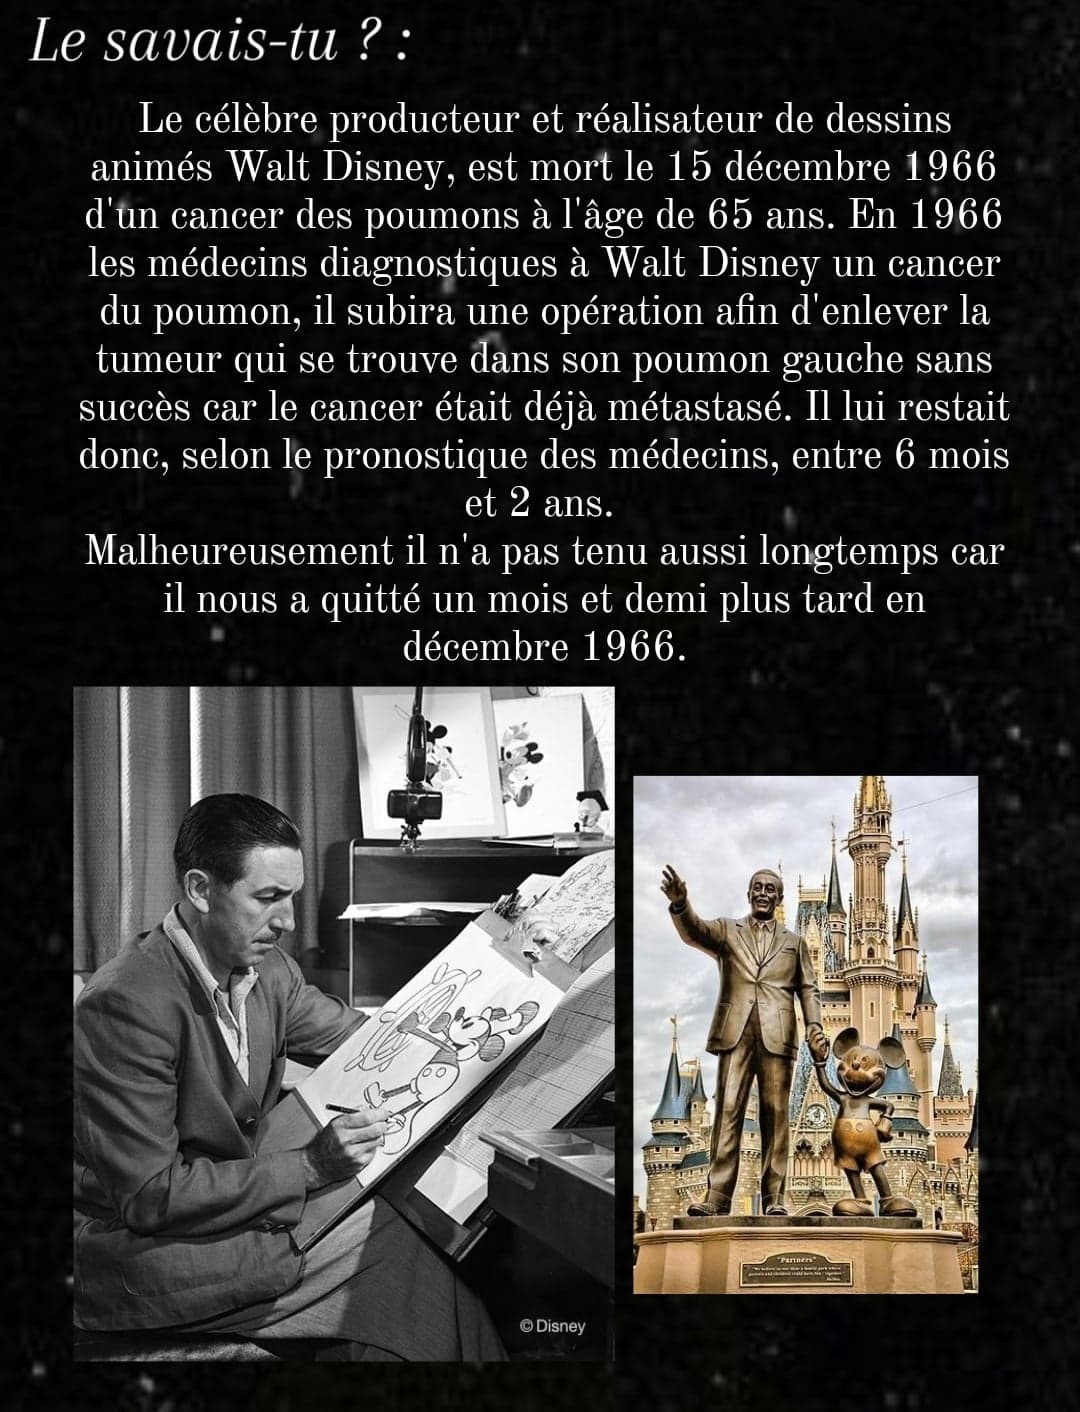 Le savais-tu ? :
Le célèbre producteur et réalisateur de dessins
animés Walt Disney, est mort le 15 décembre 1966
d'un cancer des poumons à l'âge de 65 ans. En 1966
les médecins diagnostiques à Walt Disney un cancer
du poumon, il subira une opération afin d'enlever la
tumeur qui se trouve dans son poumon gauche sans
succès car le cancer était déjà métastasé. Il lui restait
donc, selon le pronostique des médecins, entre 6 mois
et 2 ans.
Malheureusement il n'a pas tenu aussi longtemps car
il nous a quitté un mois et demi plus tard en
décembre 1966.
© Disney
"Partners"